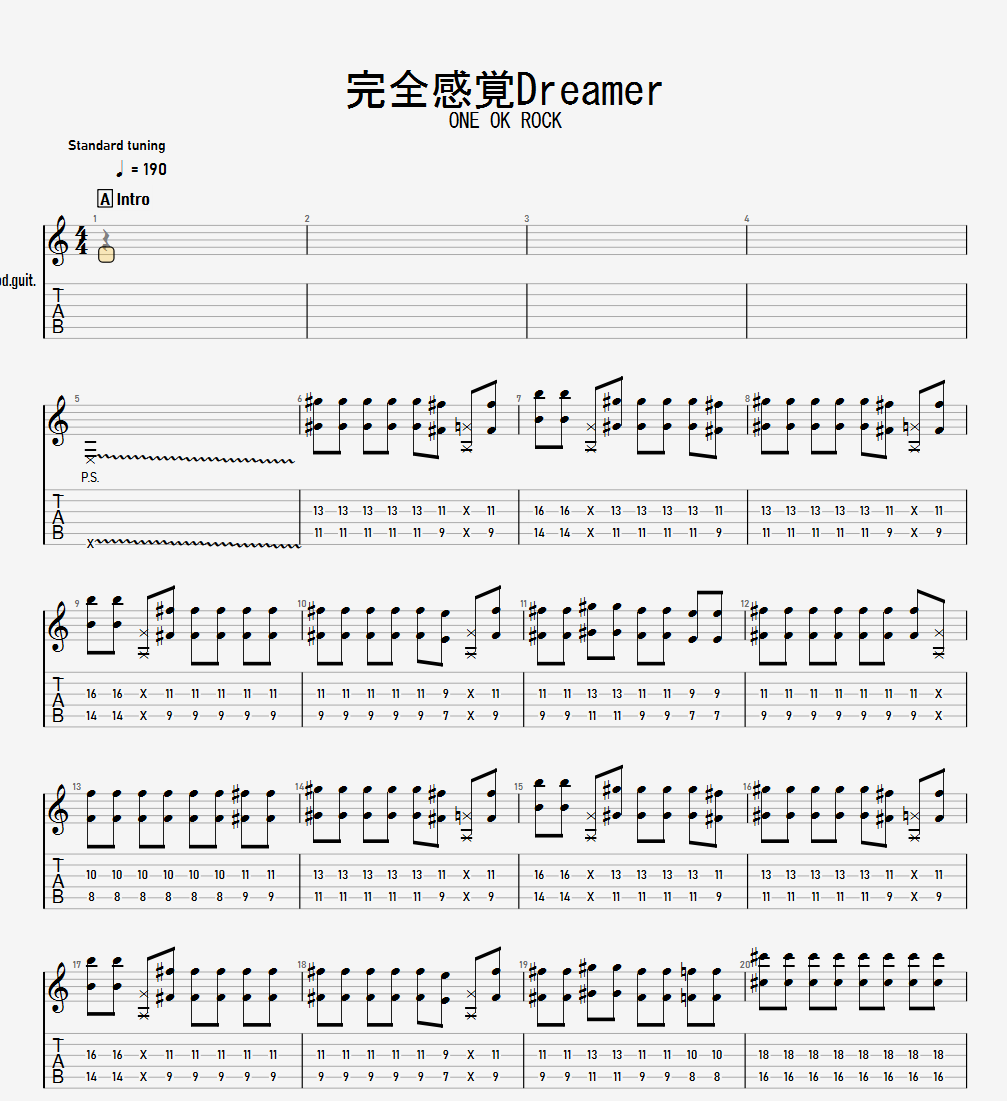 完全感覚Dreamer
ONE OK ROCK
Standard tuning
= 190
A Intro
1 2 3 4
4
4
d.guit.
T
A
B
5 6 7 8
P.S.
T 13 13 13 13 13 11 X 11 16 16 X 13 13 13 13 11 13 13 13 13 13 11 X 11
A
B 11 11 11 11 11 9 X 9 14 14 X 11 11 11 11 9 11 11 11 11 11 9 X 9
X
9 10 11 12
T
A 16 16 X 11 11 11 11 11 11 11 11 11 11 9 X 11 11 11 13 13 11 11 9 9 11 11 11 11 11 11 11 X
B 14 14 X 9 9 9 9 9 9 9 9 9 9 7 X 9 9 9 11 11 9 9 7 7 9 9 9 9 9 9 9 X
13 14 15 16
T
A 10 10 10 10 10 10 11 11 13 13 13 13 13 11 X 11 16 16 X 13 13 13 13 11 13 13 13 13 13 11 X 11
B 8 8 8 8 8 8 9 9 11 11 11 11 11 9 X 9 14 14 X 11 11 11 11 9 11 11 11 11 11 9 X 9
17 18 19 20
T
A 16 16 X 11 11 11 11 11 11 11 11 11 11 9 X 11 11 11 13 13 11 11 10 10 18 18 18 18 18 18 18 18
B 14 14 X 9 9 9 9 9 9 9 9 9 9 7 X 9 9 9 11 11 9 9 8 8 16 16 16 16 16 16 16 16